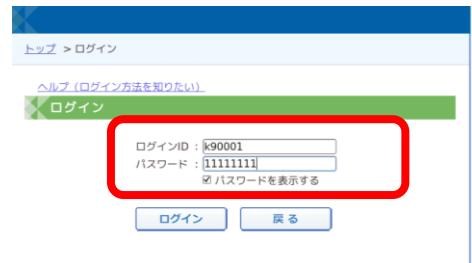 トップ > ログイン
ヘルプ（ログイン方法を知りたい）
ログイン
ログインID : k90001
パスワード : 11111111
パスワードを表示する
ログイン 戻る